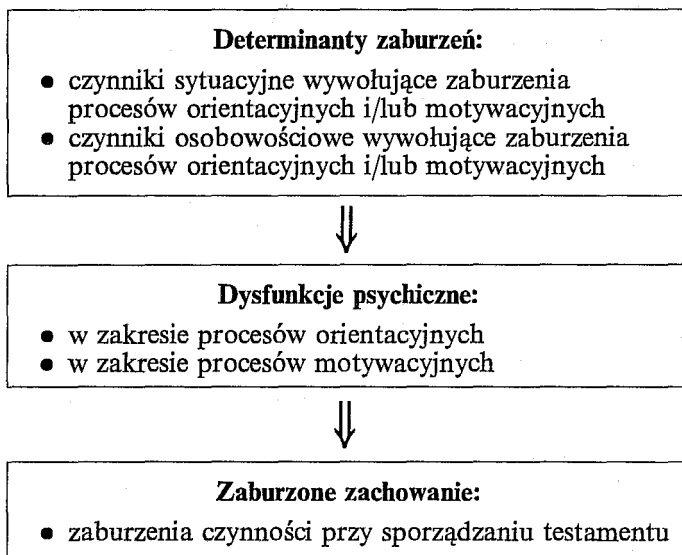 Determinanty zaburzeń:
• czynniki sytuacyjne wywołujące zaburzenia
procesów orientacyjnych i/lub motywacyjnych
• czynniki osobowościowe wywołujące zaburzenia
procesów orientacyjnych i/lub motywacyjnych
⇓
Dysfunkcje psychiczne:
• w zakresie procesów orientacyjnych
• w zakresie procesów motywacyjnych
⇓
Zaburzone zachowanie:
• zaburzenia czynności przy sporządzaniu testamentu